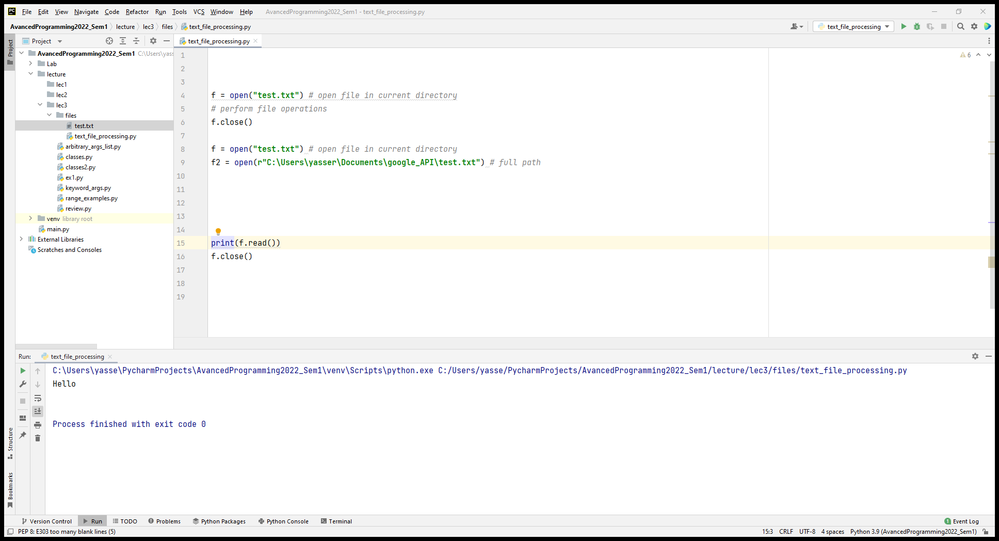 File Edit View Navigate Code Refactor Run Tools VCS Window Help AvancedProgramming2022_Sem1 - text_file_processing.py
AvancedProgramming2022_Sem1 lecture lec3 files text_file_processing.py text_file_processing
Project
Project
text_file_processing.py
AvancedProgramming2022_Sem1 C:\Users\yass
Lab
lecture
lec1
lec2
lec3
files
test.txt
text_file_processing.py
arbitrary_args_list.py
classes.py
classes2.py
ex1.py
keyword_args.py
range_examples.py
review.py
venv library root
main.py
External Libraries
Scratches and Consoles
6
1
2
3
4 f = open("test.txt") # open file in current directory
5 # perform file operations
6 f.close()
7
8 f = open("test.txt") # open file in current directory
9 f2 = open(r"C:\Users\yasser\Documents\google_API\test.txt") # full path
10
11
12
13
14
15 print(f.read())
16 f.close()
17
18
19
Run: text_file_processing
C:\Users\yasse\PycharmProjects\AvancedProgramming2022_Sem1\venv\Scripts\python.exe C:/Users/yasse/PycharmProjects/AvancedProgramming2022_Sem1/lecture/lec3/files/text_file_processing.py
Hello
Process finished with exit code 0
Structure
Bookmarks
Version Control Run TODO Problems Python Packages Python Console Terminal 1 Event Log
PEP 8: E303 too many blank lines (5) 15:3 CRLF UTF-8 4 spaces Python 3.9 (AvancedProgramming2022_Sem1)